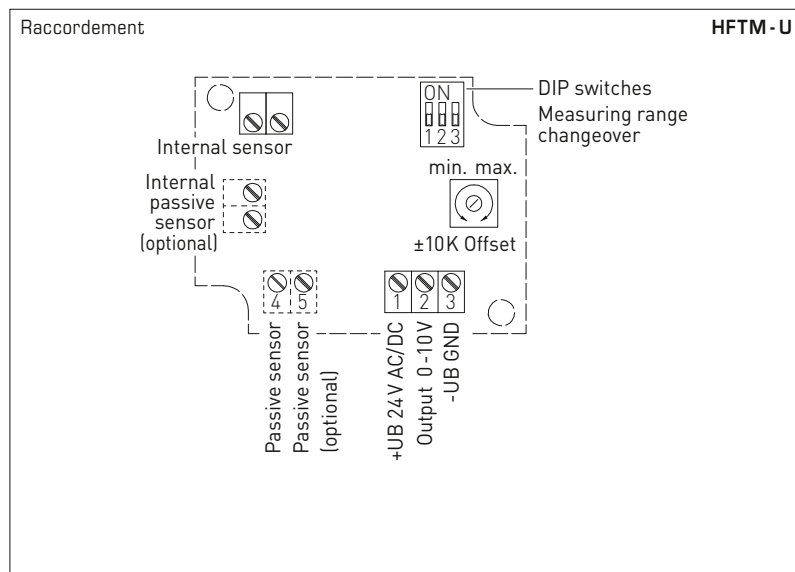 Raccordement
HFTM-U
ON
1 2 3
DIP switches
Measuring range
changeover
Internal sensor
min. max.
Internal
passive
sensor
(optional)
±10K Offset
4 5
1 2 3
Passive sensor
Passive sensor
(optional)
+UB 24V AC/DC
Output 0-10V
-UB GND